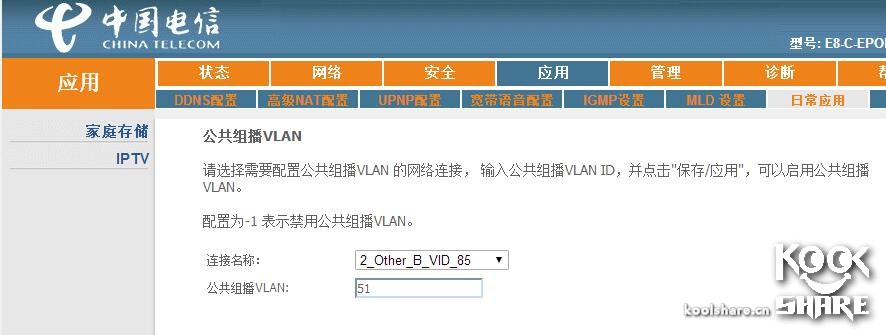 中国电信
CHINA TELECOM
型号: E8-C-EPO
应用
状态 网络 安全 应用 管理 诊断
DDNS配置 高级NAT配置 UPNP配置 宽带语音配置 IGMP设置 MLD 设置 日常应用
家庭存储
IPTV
公共组播VLAN
请选择需要配置公共组播VLAN 的网络连接， 输入公共组播VLAN ID，并点击"保存/应用"，可以启用公共组播
VLAN。
配置为-1 表示禁用公共组播VLAN。
连接名称: 2_Other_B_VID_85
公共组播VLAN: 51
koolshare.cn
KOOL
SHARE